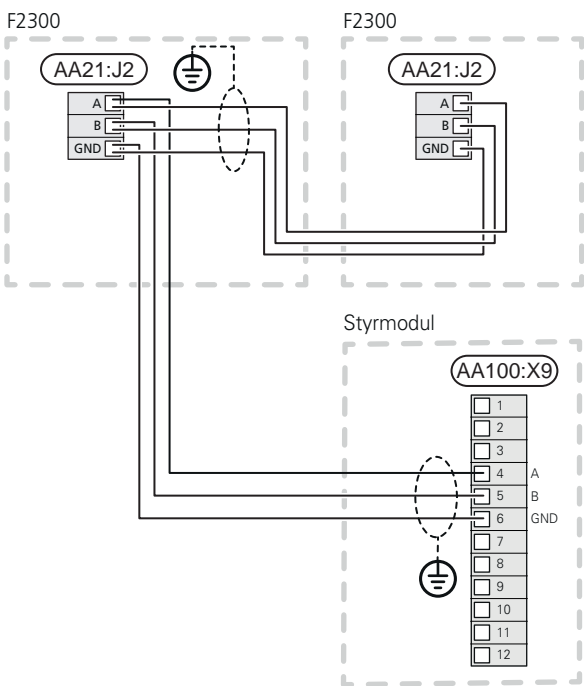 F2300
F2300
AA21:J2
A
B
GND
AA21:J2
A
B
GND
Styrmodul
AA100:X9
1
2
3
4 A
5 B
6 GND
7
8
9
10
11
12